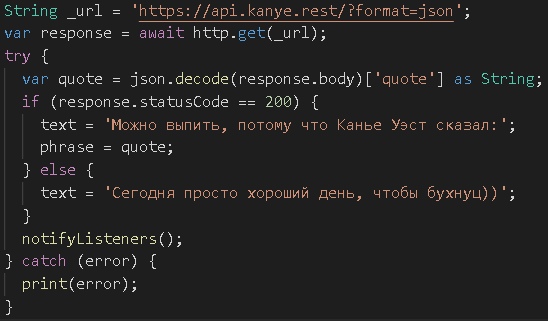 String _url = 'https://api.kanye.rest/?format=json';
var response = await http.get(_url);
try {
  var quote = json.decode(response.body)['quote'] as String;
  if (response.statusCode == 200) {
    text = 'Можно выпить, потому что Канье Уэст сказал:';
    phrase = quote;
  } else {
    text = 'Сегодня просто хороший день, чтобы бухнуц))';
  }
  notifyListeners();
} catch (error) {
  print(error);
}